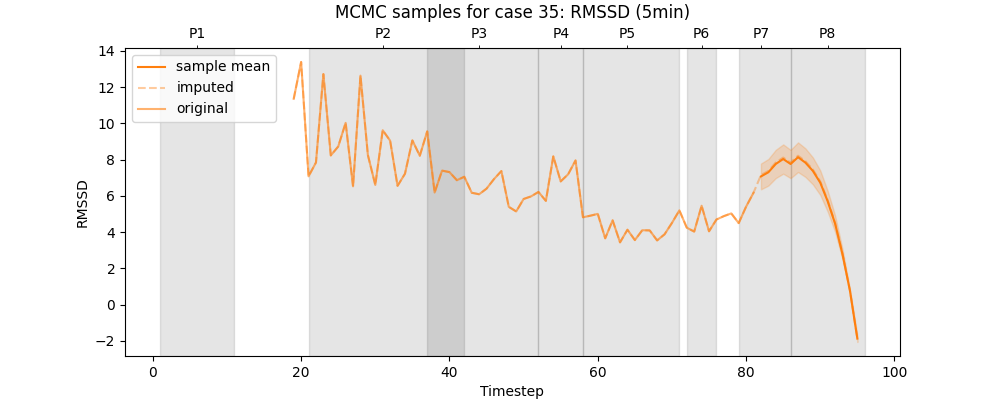 MCMC samples for case 35: RMSSD (5min)
P1 P2 P3 P4 P5 P6 P7 P8
sample mean
imputed
original
14
12
10
8
6
4
2
0
−2
RMSSD
0 20 40 60 80 100
Timestep